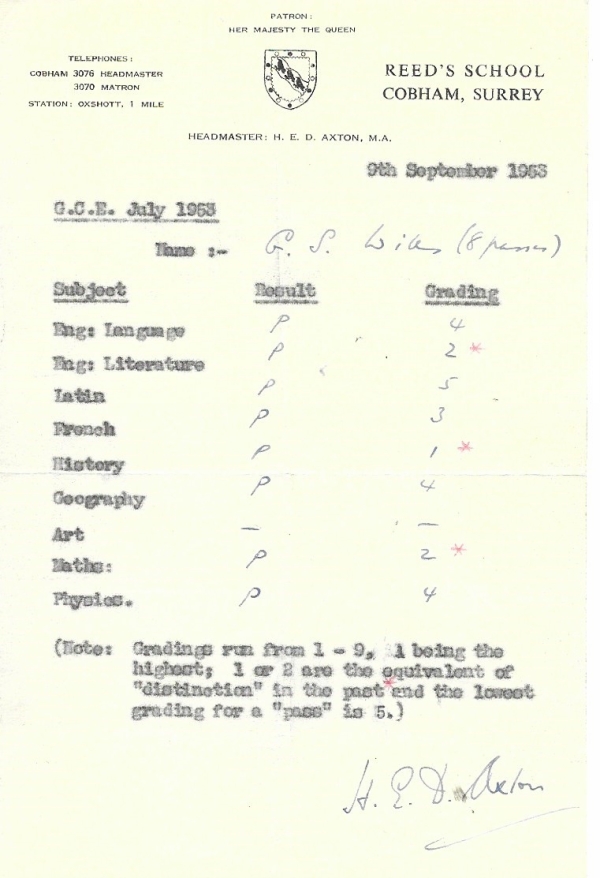 PATRON:
HER MAJESTY THE QUEEN
TELEPHONES:
COBHAM 3076 HEADMASTER
3070 MATRON
STATION: OXSHOTT, 1 MILE
REED'S SCHOOL
COBHAM, SURREY
HEADMASTER: H. E. D. AXTON, M.A.
9th September 1963
G.C.E. July 1963
Name :- G. S. Wiles (8 passes)
Subject Result Grading
Eng: Language P 4
Eng: Literature P 2 *
Latin P 5
French P 3
History P 1 *
Geography P 4
Art — —
Maths: P 2 *
Physics. P 4
(Note: Gradings run from 1 - 9, 1 being the
highest; 1 or 2 are the equivalent of
"distinction" in the past * and the lowest
grading for a "pass" is 5.)
H. E. D. Axton